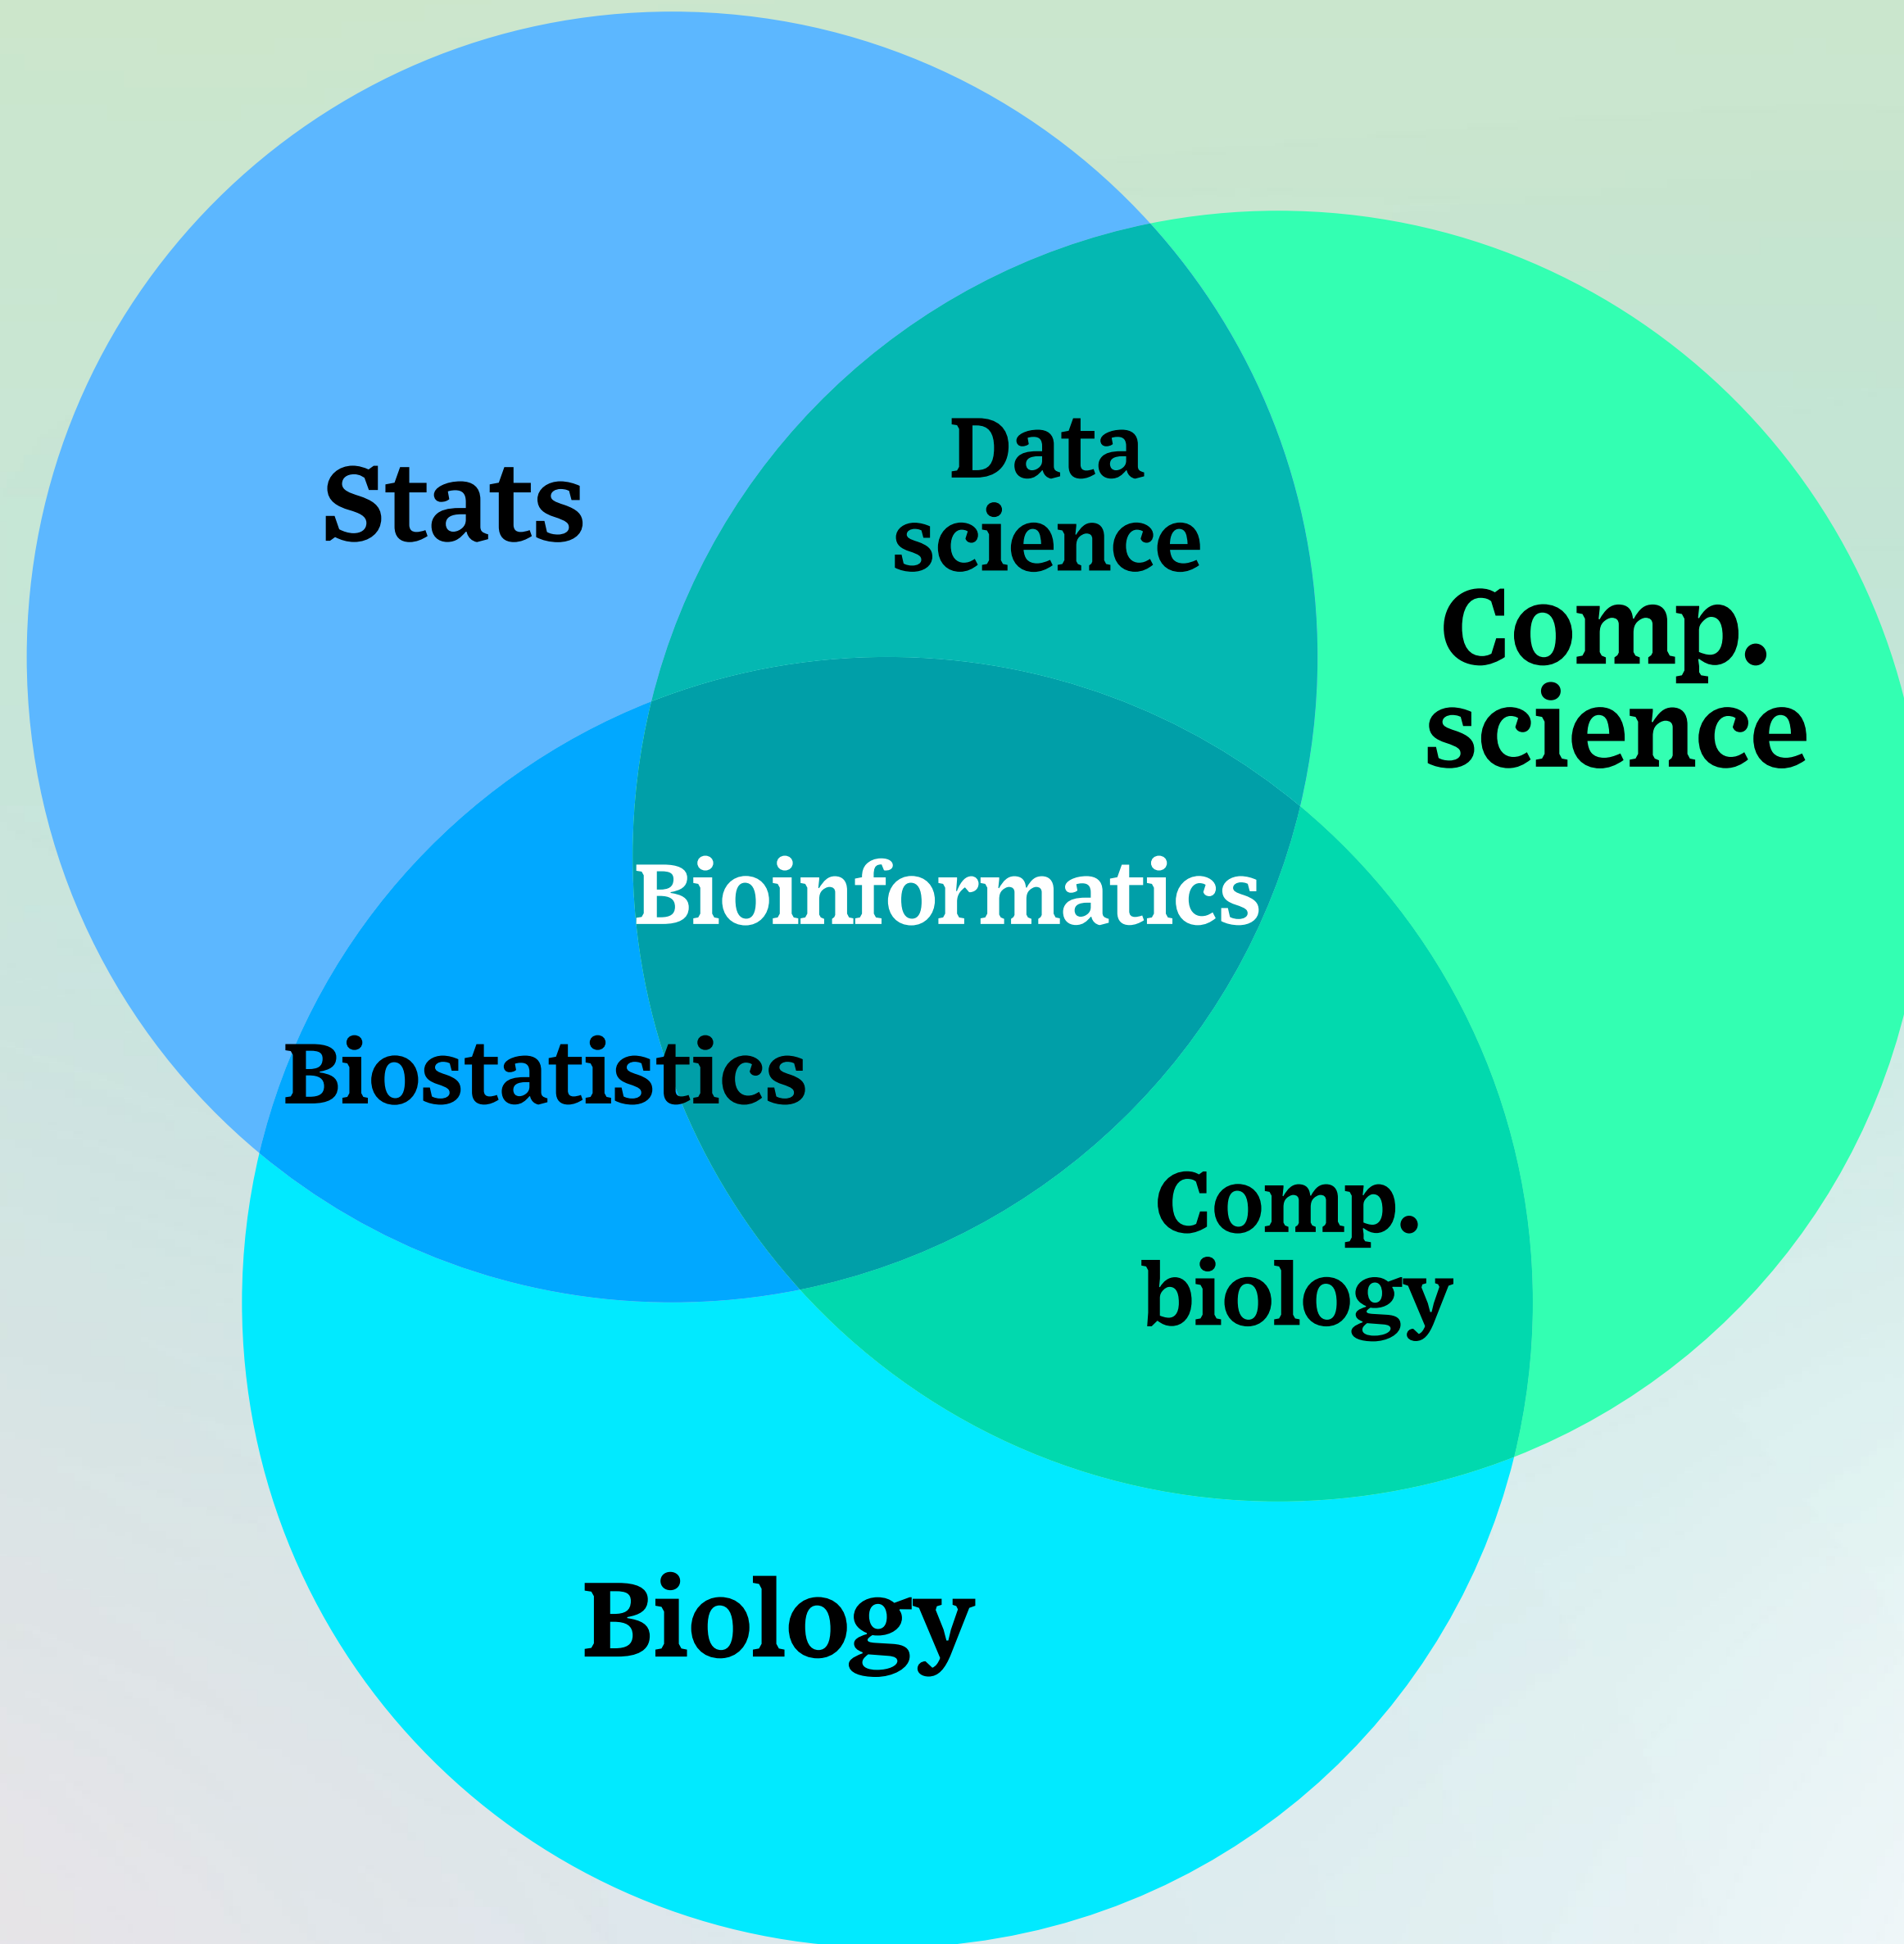 Stats
Data
science
Comp.
science
Bioinformatics
Biostatistics
Comp.
biology
Biology